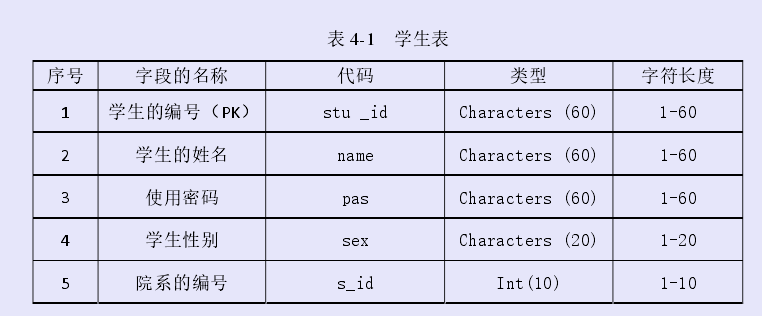 表 4-1 学生表
序号 字段的名称 代码 类型 字符长度
1 学生的编号（PK） stu _id Characters (60) 1-60
2 学生的姓名 name Characters (60) 1-60
3 使用密码 pas Characters (60) 1-60
4 学生性别 sex Characters (20) 1-20
5 院系的编号 s_id Int(10) 1-10